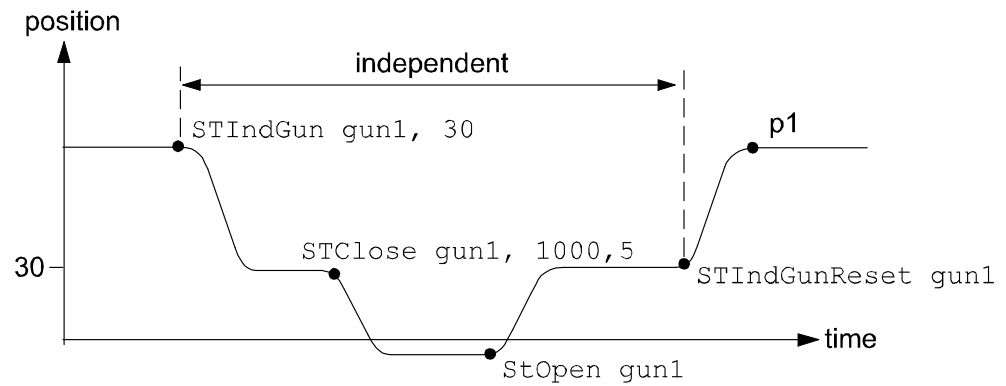 position
independent
STIndGun gun1, 30
p1
STClose gun1, 1000,5
30
STIndGunReset gun1
time
StOpen gun1